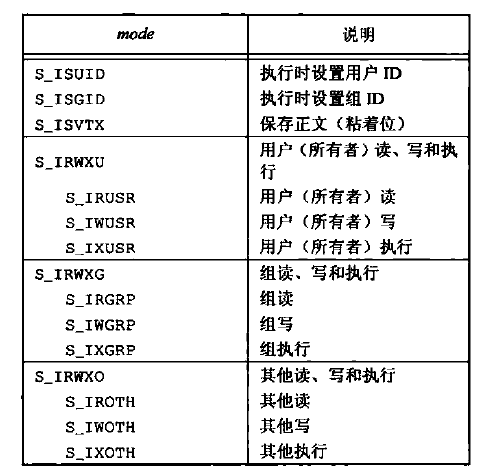 mode 说明
S_ISUID 执行时设置用户 ID
S_ISGID 执行时设置组 ID
S_ISVTX 保存正文（粘着位）
S_IRWXU 用户（所有者）读、写和执
行
S_IRUSR 用户（所有者）读
S_IWUSR 用户（所有者）写
S_IXUSR 用户（所有者）执行
S_IRWXG 组读、写和执行
S_IRGRP 组读
S_IWGRP 组写
S_IXGRP 组执行
S_IRWXO 其他读、写和执行
S_IROTH 其他读
S_IWOTH 其他写
S_IXOTH 其他执行